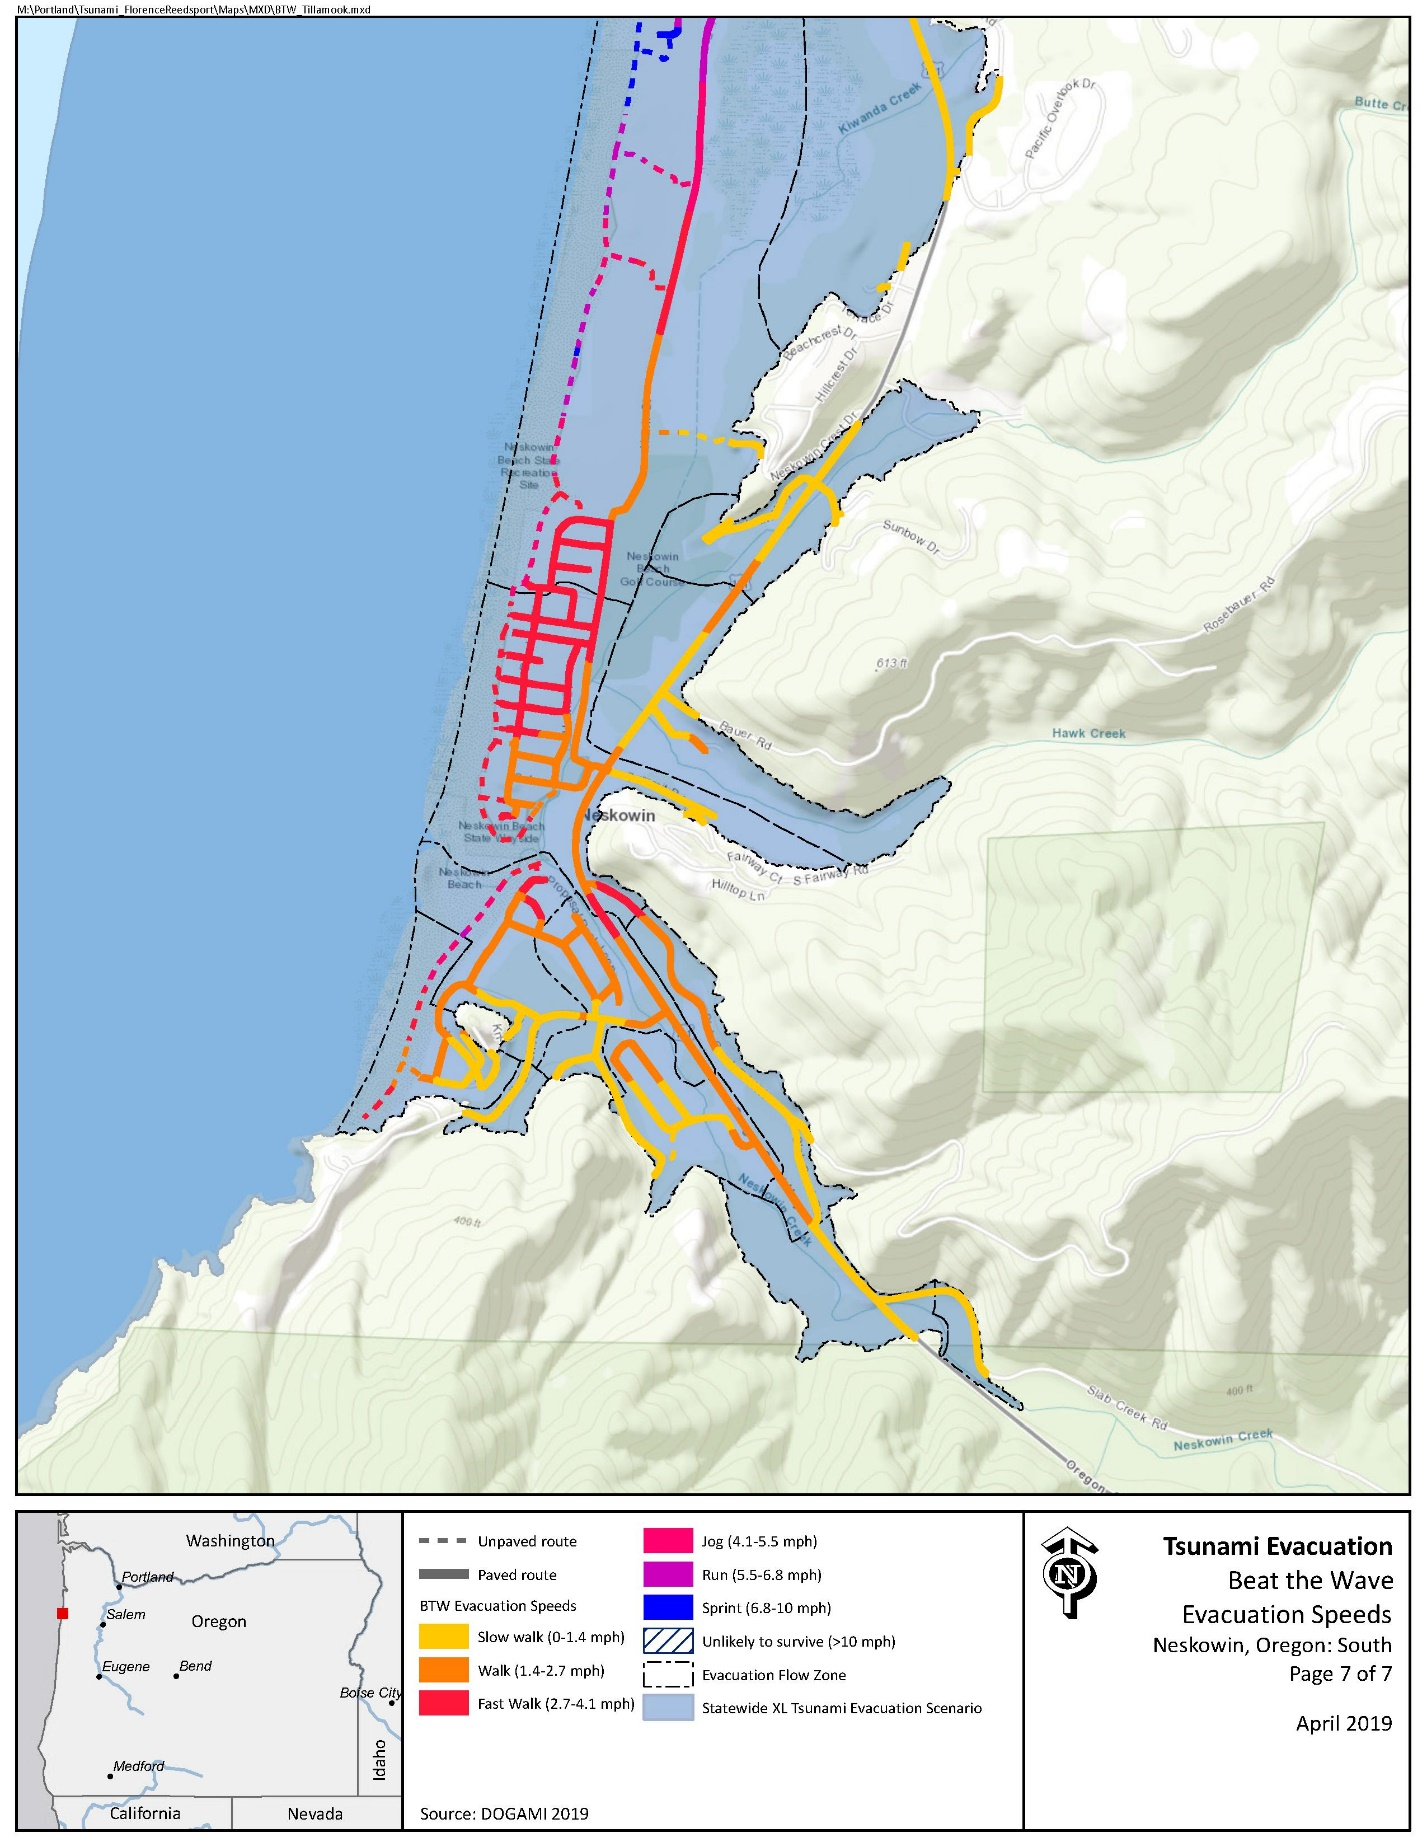 M:\Portland\Tsunami_FlorenceReedsport\Maps\MXD\BTW_Tillamook.mxd
Kiwanda Creek
Pacific Overlook Dr
Terrace Dr
Beachcrest Dr
Hillcrest Dr
Neskowin Crest Dr
Neskowin
Beach State
Recreation
Site
Sunbow Dr
Neskowin
Beach
Golf Course
Rosebauer Rd
613 ft
Bauer Rd
Hawk Creek
Neskowin
Neskowin Beach
State Wayside
Fairway Ct
S Fairway Rd
Hilltop Ln
Neskowin
Beach
400 ft
Neskowin Creek
400 ft
Slab Creek Rd
Neskowin Creek
Oregon
Washington
Portland
Salem
Oregon
Eugene
Bend
Boise City
Medford
Idaho
California
Nevada
Unpaved route
Paved route
BTW Evacuation Speeds
Slow walk (0-1.4 mph)
Walk (1.4-2.7 mph)
Fast Walk (2.7-4.1 mph)
Jog (4.1-5.5 mph)
Run (5.5-6.8 mph)
Sprint (6.8-10 mph)
Unlikely to survive (>10 mph)
Evacuation Flow Zone
Statewide XL Tsunami Evacuation Scenario
Source: DOGAMI 2019
N
Tsunami Evacuation
Beat the Wave
Evacuation Speeds
Neskowin, Oregon: South
Page 7 of 7
April 2019